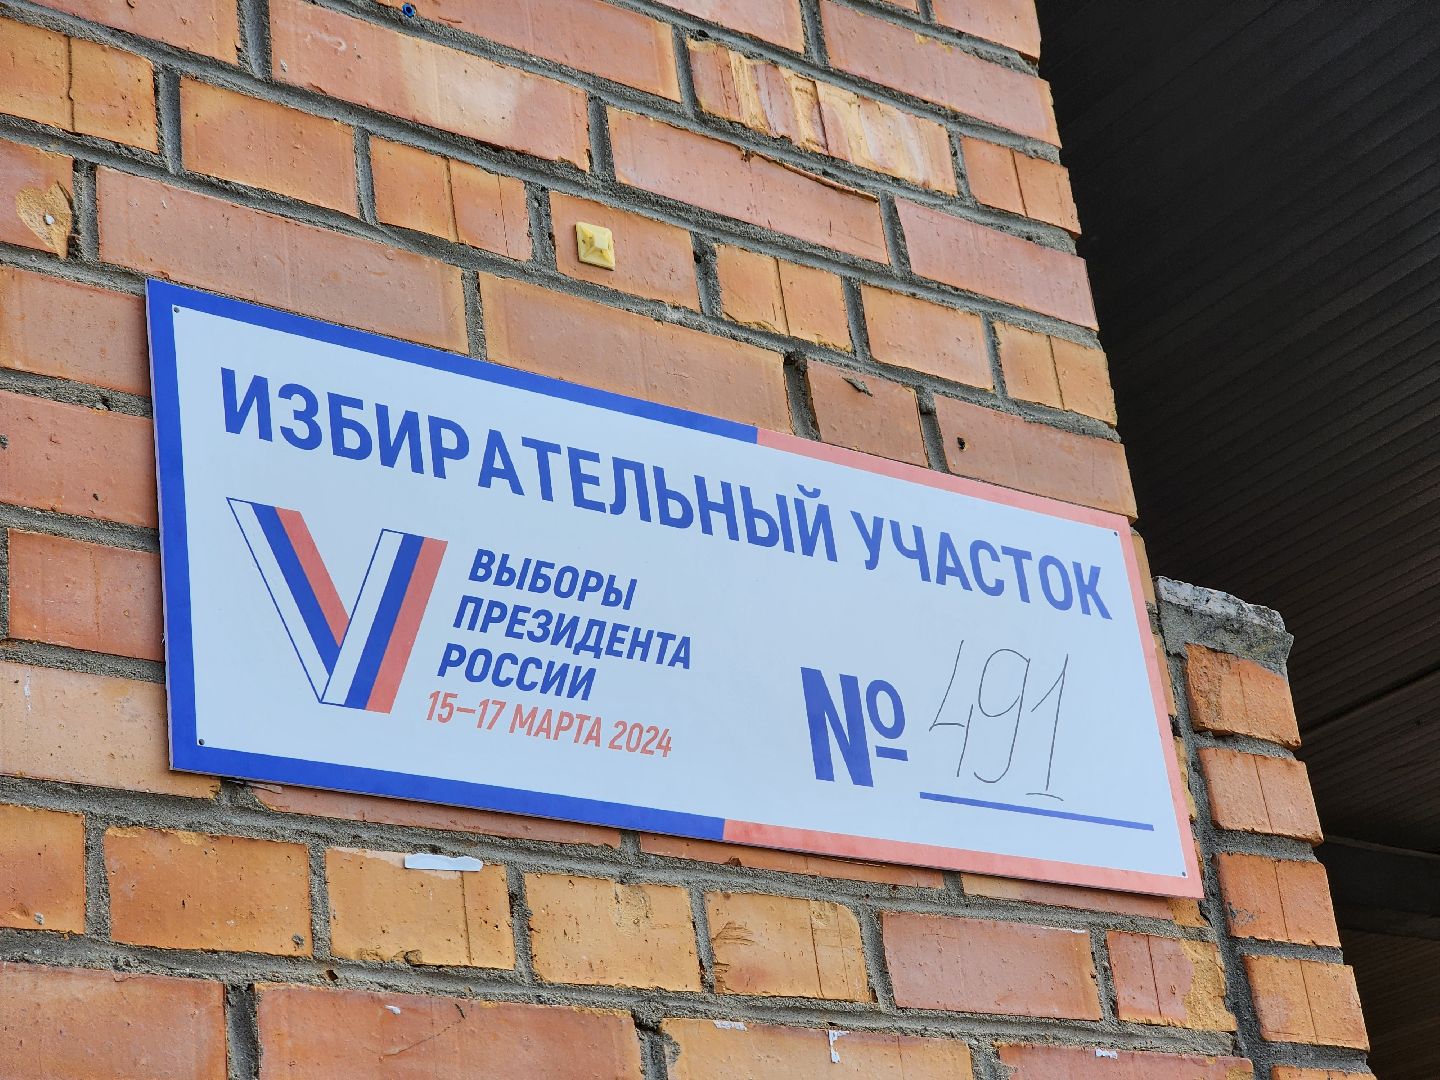 ИЗБИРАТЕЛЬНЫЙ УЧАСТОК
V
ВЫБОРЫ
ПРЕЗИДЕНТА
РОССИИ
15–17 МАРТА 2024
№ 491